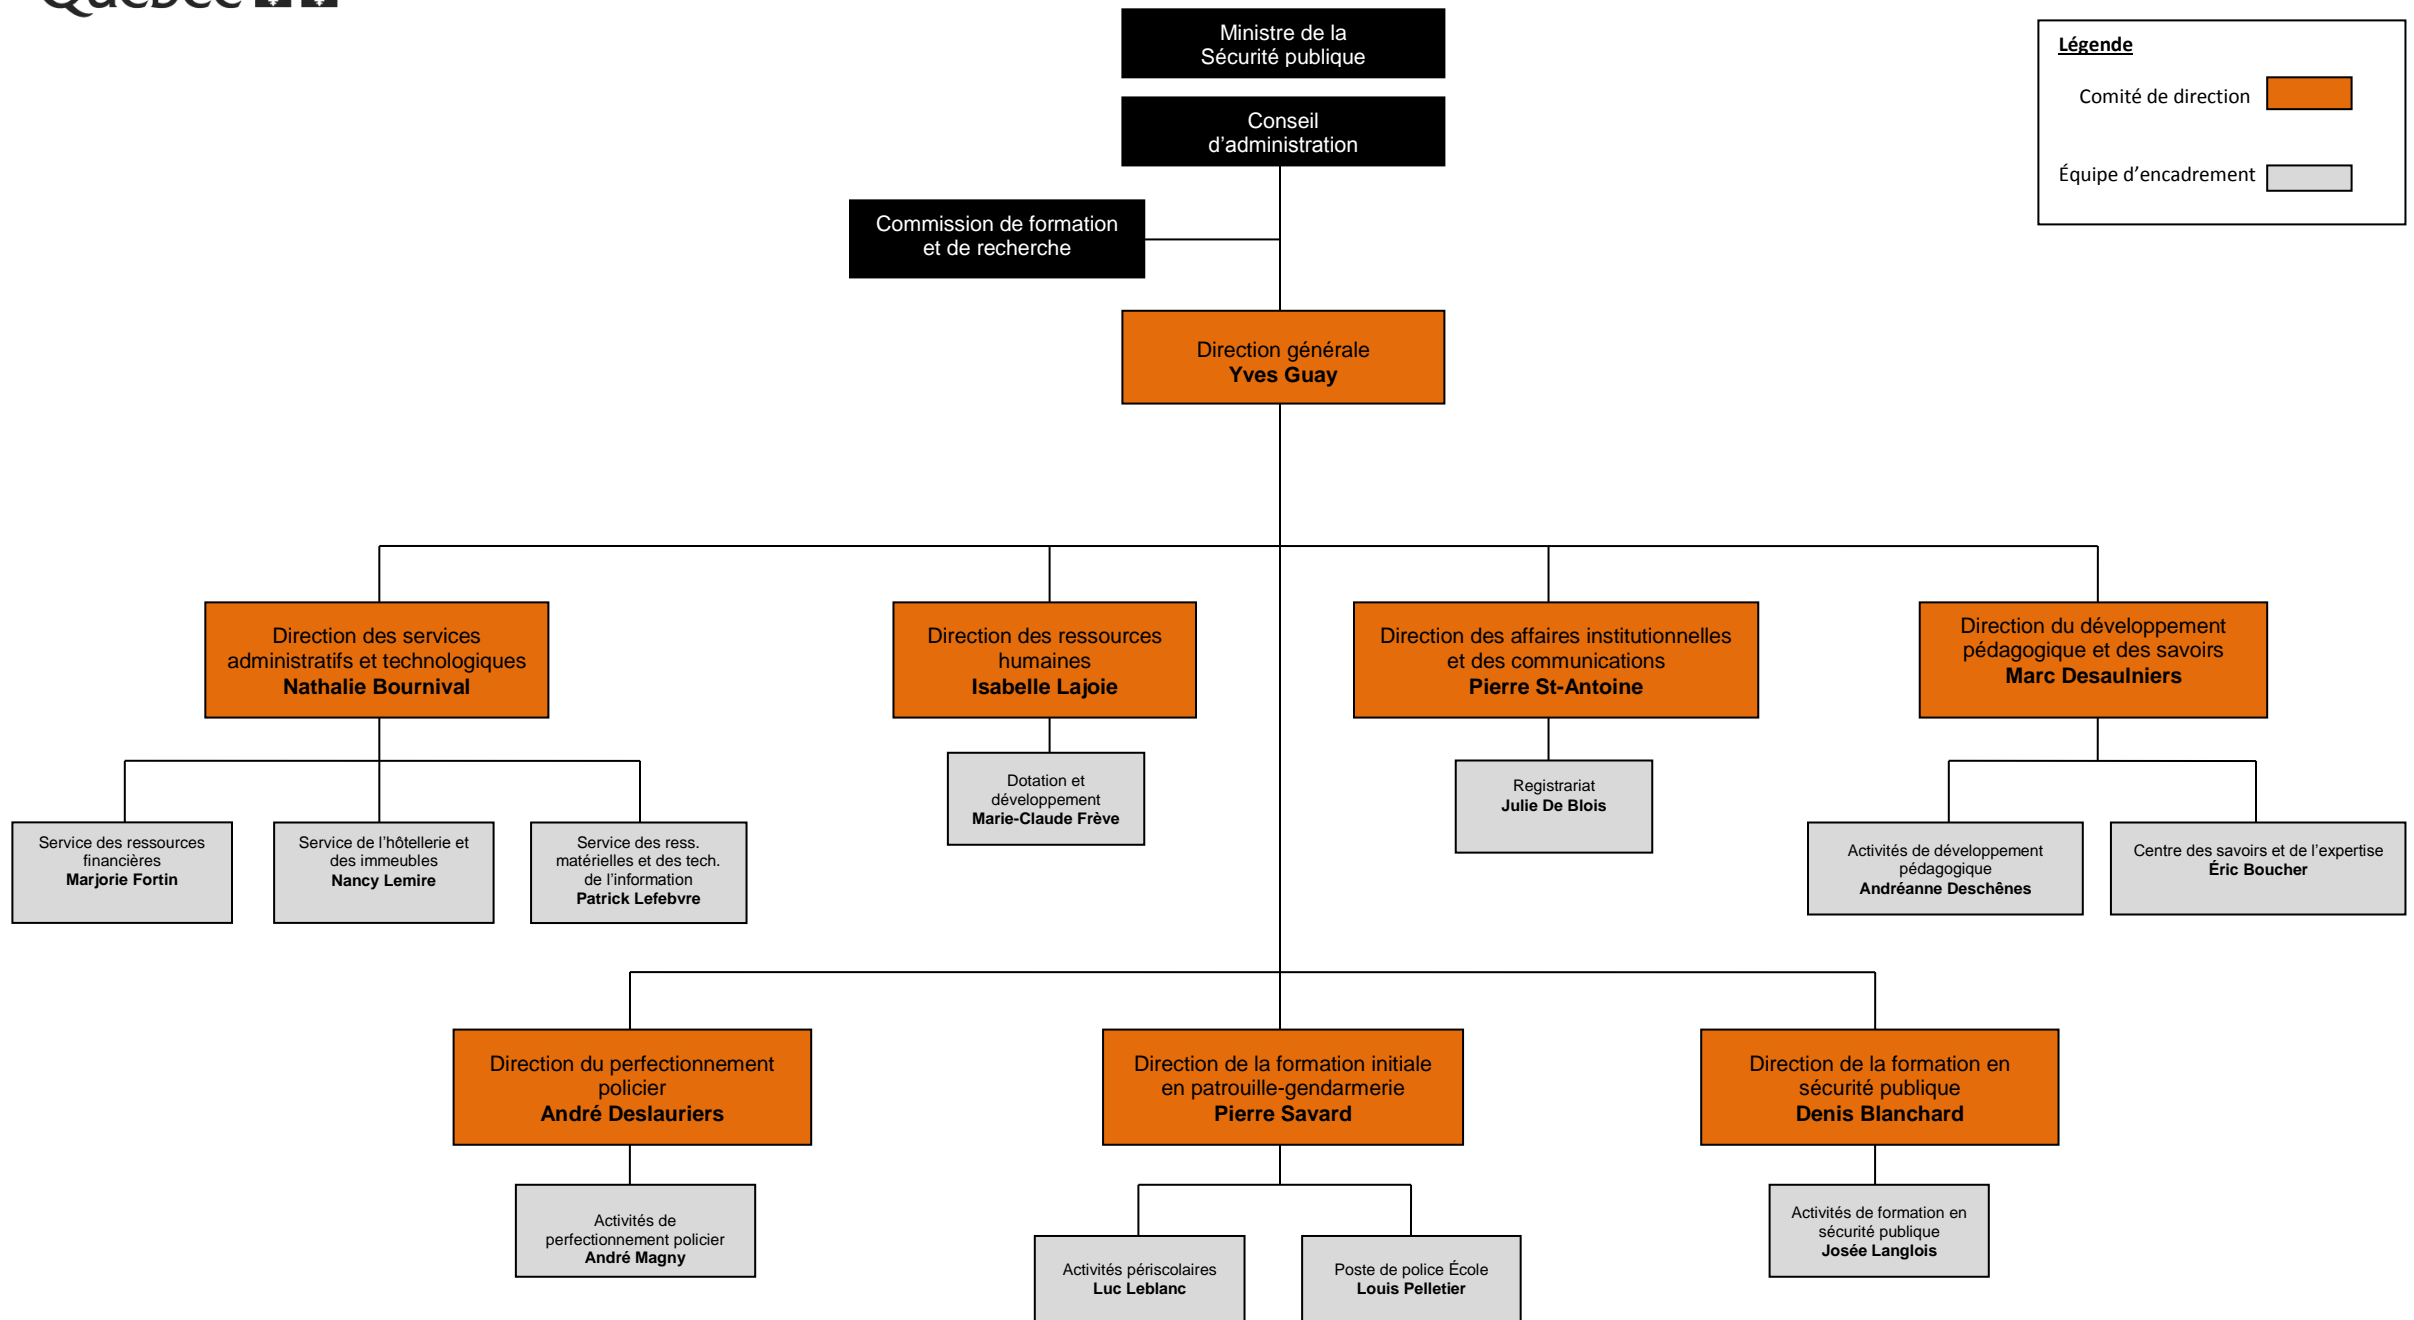 Québec
Ministre de la
Sécurité publique
Légende
Comité de direction
Équipe d'encadrement
Conseil
d'administration
Commission de formation
et de recherche
Direction générale
Yves Guay
Direction des services
administratifs et technologiques
Nathalie Bournival
Direction des ressources
humaines
Isabelle Lajoie
Direction des affaires institutionnelles
et des communications
Pierre St-Antoine
Direction du développement
pédagogique et des savoirs
Marc Desaulniers
Service des ressources
financières
Marjorie Fortin
Service de l'hôtellerie et
des immeubles
Nancy Lemire
Service des ress.
matérielles et des tech.
de l'information
Patrick Lefebvre
Dotation et
développement
Marie-Claude Frève
Registrariat
Julie De Blois
Activités de développement
pédagogique
Andréanne Deschênes
Centre des savoirs et de l'expertise
Éric Boucher
Direction du perfectionnement
policier
André Deslauriers
Direction de la formation initiale
en patrouille-gendarmerie
Pierre Savard
Direction de la formation en
sécurité publique
Denis Blanchard
Activités de
perfectionnement policier
André Magny
Activités périscolaires
Luc Leblanc
Poste de police École
Louis Pelletier
Activités de formation en
sécurité publique
Josée Langlois